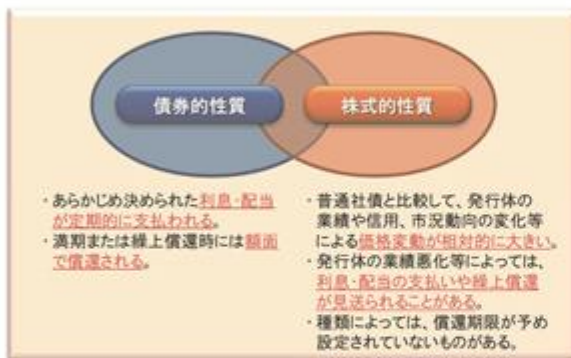 債券的性質
株式的性質
・あらかじめ決められた利息・配当
が定期的に支払われる。
・満期または繰上償還時には額面
で償還される。
・普通社債と比較して、発行体の
業績や信用、市況動向の変化等
による価格変動が相対的に大きい。
・発行体の業績悪化等によっては、
利息・配当の支払いや繰上償還
が見送られることがある。
・種類によっては、償還期限が予め
設定されていないものがある。